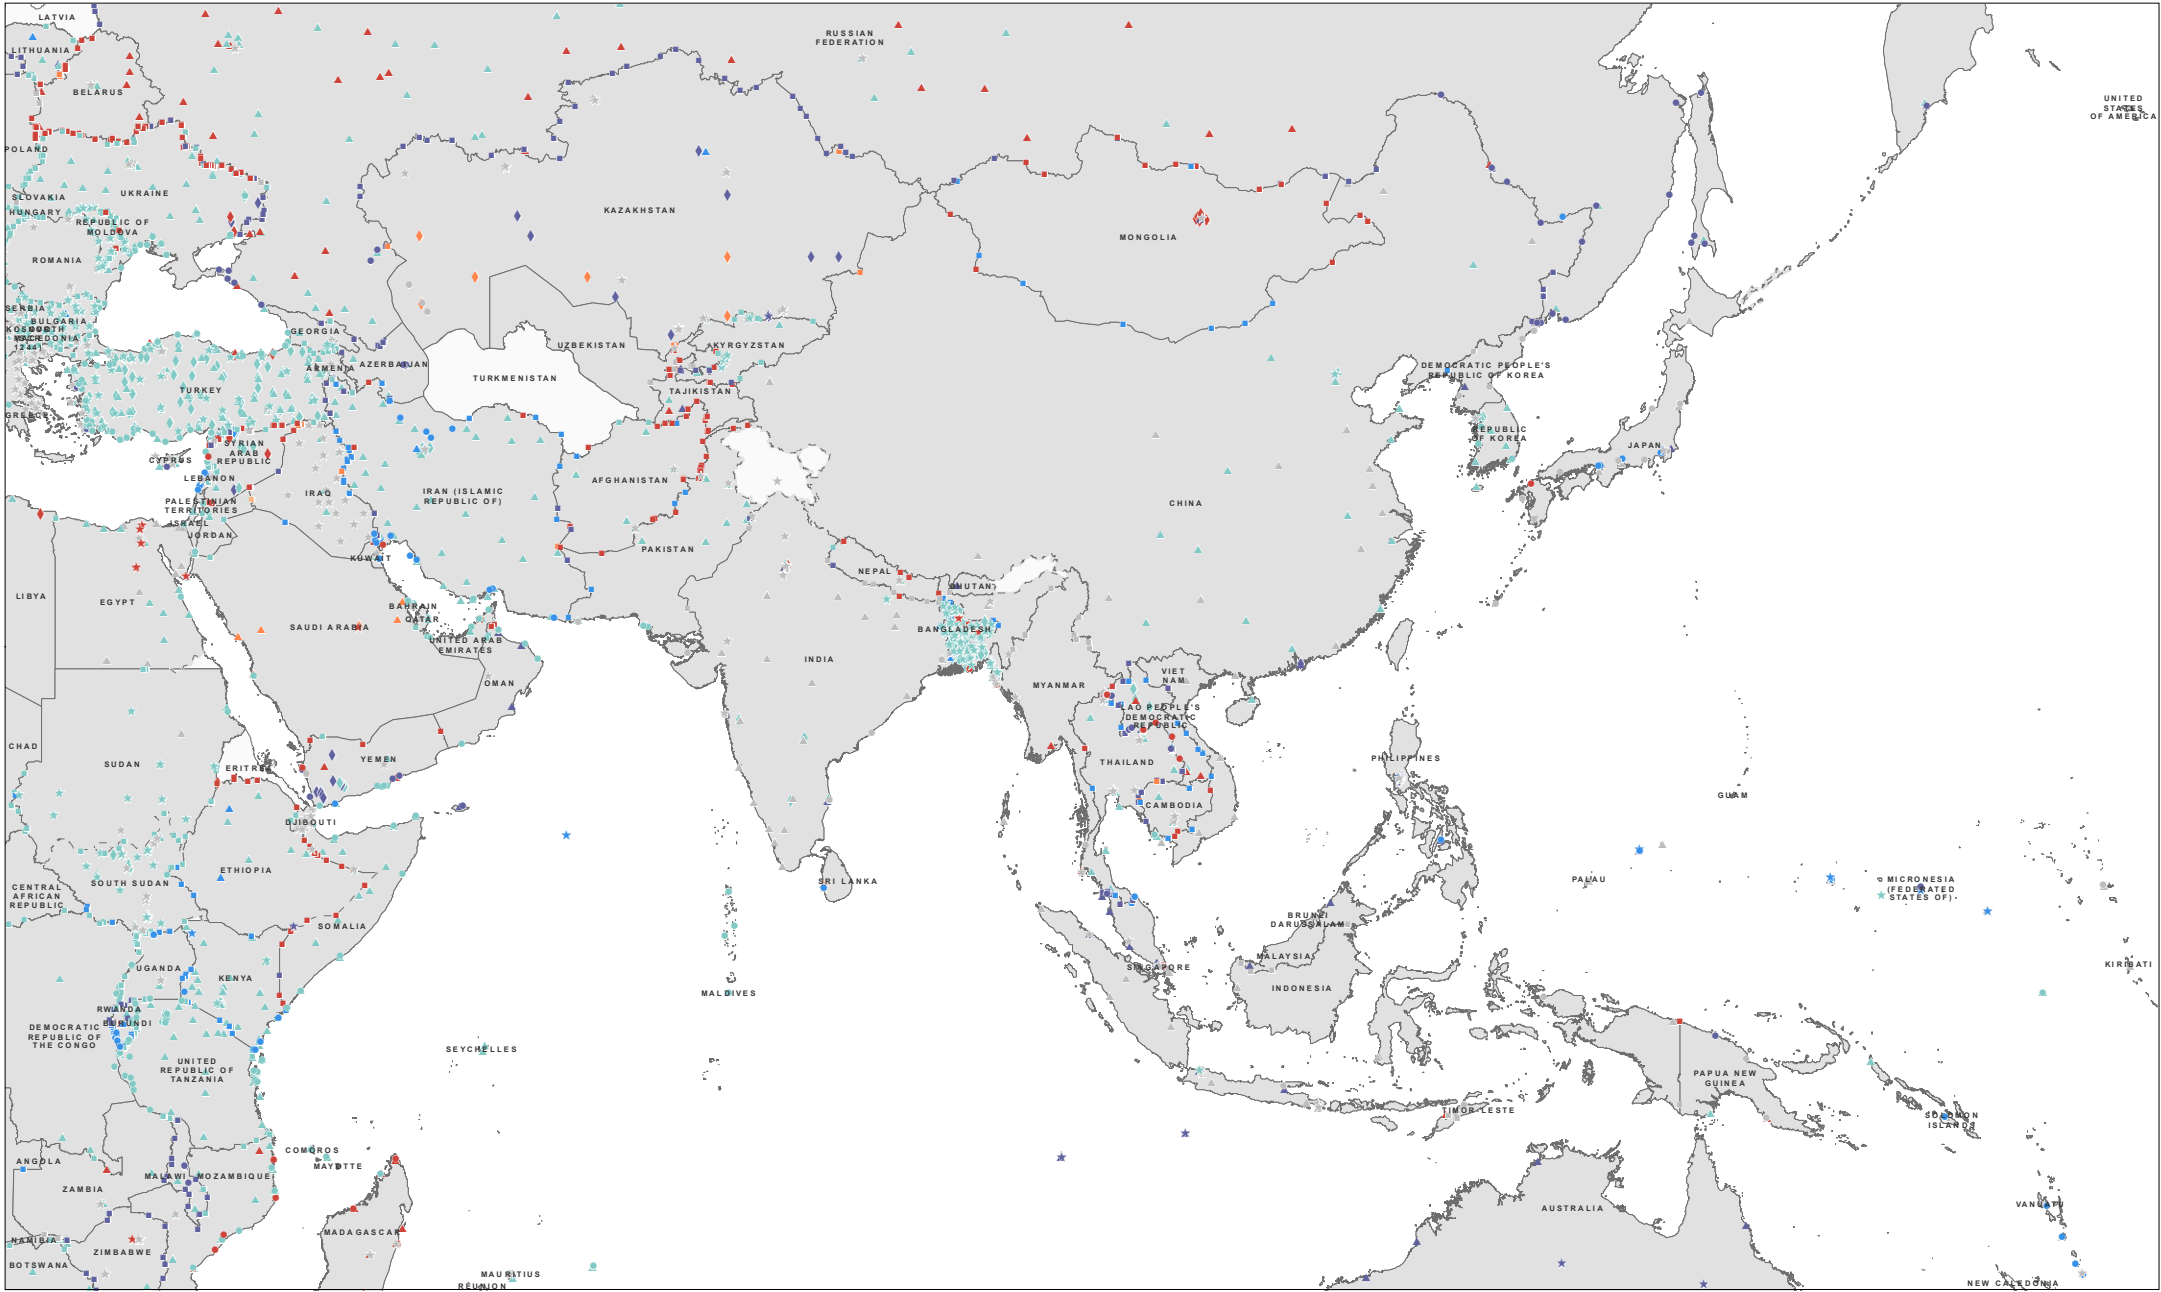 LATVIA
LITHUANIA
BELARUS
POLAND
SLOVAKIA
HUNGARY
UKRAINE
REPUBLIC OF
MOLDOVA
ROMANIA
SERBIA
BULGARIA
GREECE
TURKEY
GEORGIA
ARMENIA
AZERBAIJAN
RUSSIAN
FEDERATION
KAZAKHSTAN
UZBEKISTAN
KYRGYZSTAN
TURKMENISTAN
TAJIKISTAN
MONGOLIA
UNITED
STATES
OF AMERICA
DEMOCRATIC PEOPLE'S
REPUBLIC OF KOREA
REPUBLIC
OF KOREA
JAPAN
CHINA
CYPRUS
SYRIAN
ARAB
REPUBLIC
LEBANON
PALESTINIAN
TERRITORIES
ISRAEL
JORDAN
IRAQ
IRAN (ISLAMIC
REPUBLIC OF)
AFGHANISTAN
PAKISTAN
KUWAIT
LIBYA
EGYPT
SAUDI ARABIA
BAHRAIN
QATAR
UNITED ARAB
EMIRATES
OMAN
YEMEN
NEPAL
BHUTAN
BANGLADESH
INDIA
MYANMAR
VIET
NAM
LAO PEOPLE'S
DEMOCRATIC
REPUBLIC
THAILAND
CAMBODIA
PHILIPPINES
GUAM
CHAD
SUDAN
ERITREA
DJIBOUTI
ETHIOPIA
SOUTH SUDAN
CENTRAL
AFRICAN
REPUBLIC
SOMALIA
UGANDA
KENYA
RWANDA
BURUNDI
DEMOCRATIC
REPUBLIC OF
THE CONGO
UNITED
REPUBLIC OF
TANZANIA
SRI LANKA
MALDIVES
SEYCHELLES
PALAU
MICRONESIA
(FEDERATED
STATES OF)
BRUNEI
DARUSSALAM
MALAYSIA
SINGAPORE
INDONESIA
KIRIBATI
PAPUA NEW
GUINEA
TIMOR-LESTE
SOLOMON
ISLANDS
VANUATU
NEW CALEDONIA
AUSTRALIA
COMOROS
MAYOTTE
ANGOLA
ZAMBIA
MALAWI
MOZAMBIQUE
NAMIBIA
ZIMBABWE
BOTSWANA
MADAGASCAR
MAURITIUS
RÉUNION